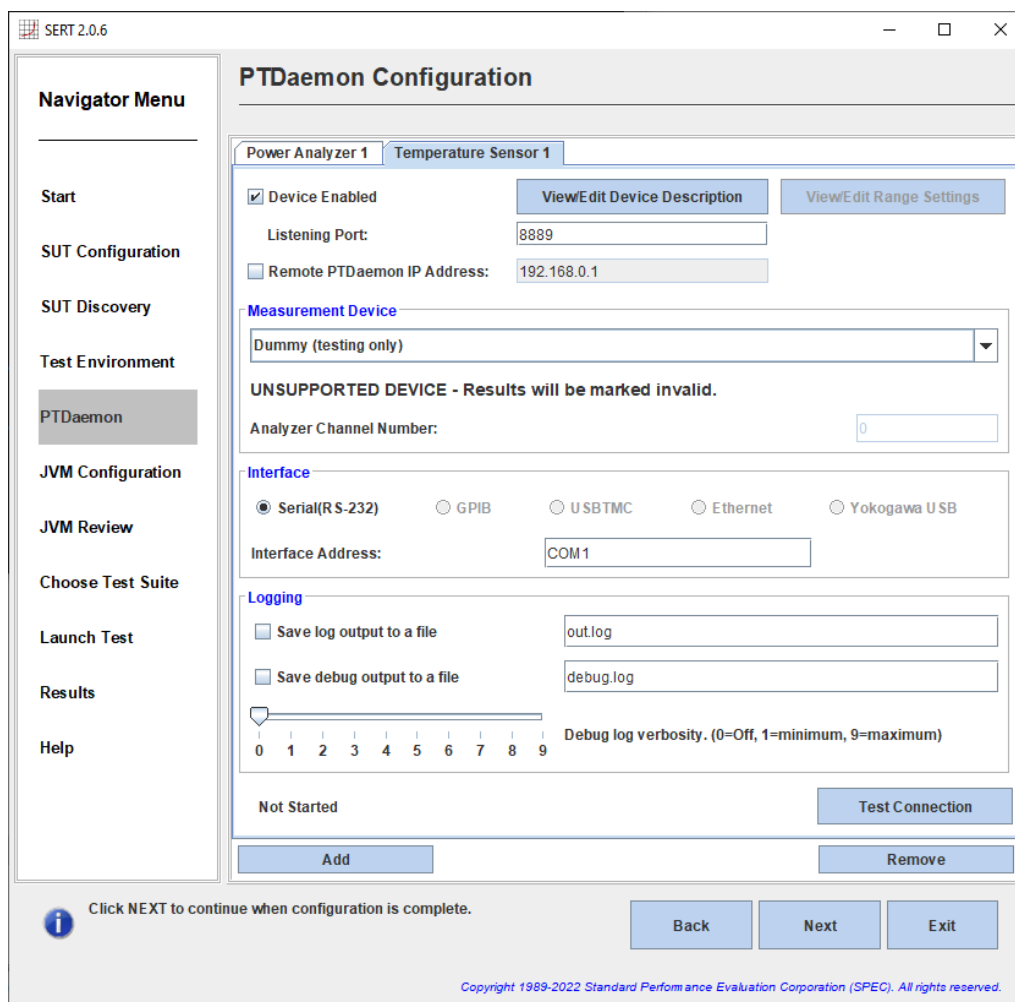 SERT 2.0.6
PTDaemon Configuration
Navigator Menu
Start
SUT Configuration
SUT Discovery
Test Environment
PTDaemon
JVM Configuration
JVM Review
Choose Test Suite
Launch Test
Results
Help
Power Analyzer 1 Temperature Sensor 1
Device Enabled View/Edit Device Description View/Edit Range Settings
Listening Port: 8889
Remote PTDaemon IP Address: 192.168.0.1
Measurement Device
Dummy (testing only)
UNSUPPORTED DEVICE - Results will be marked invalid.
Analyzer Channel Number: 0
Interface
Serial(RS-232) GPIB USBTMC Ethernet Yokogawa USB
Interface Address: COM1
Logging
Save log output to a file out.log
Save debug output to a file debug.log
0 1 2 3 4 5 6 7 8 9
Debug log verbosity. (0=Off, 1=minimum, 9=maximum)
Not Started Test Connection
Add Remove
Click NEXT to continue when configuration is complete.
Back Next Exit
Copyright 1989-2022 Standard Performance Evaluation Corporation (SPEC). All rights reserved.